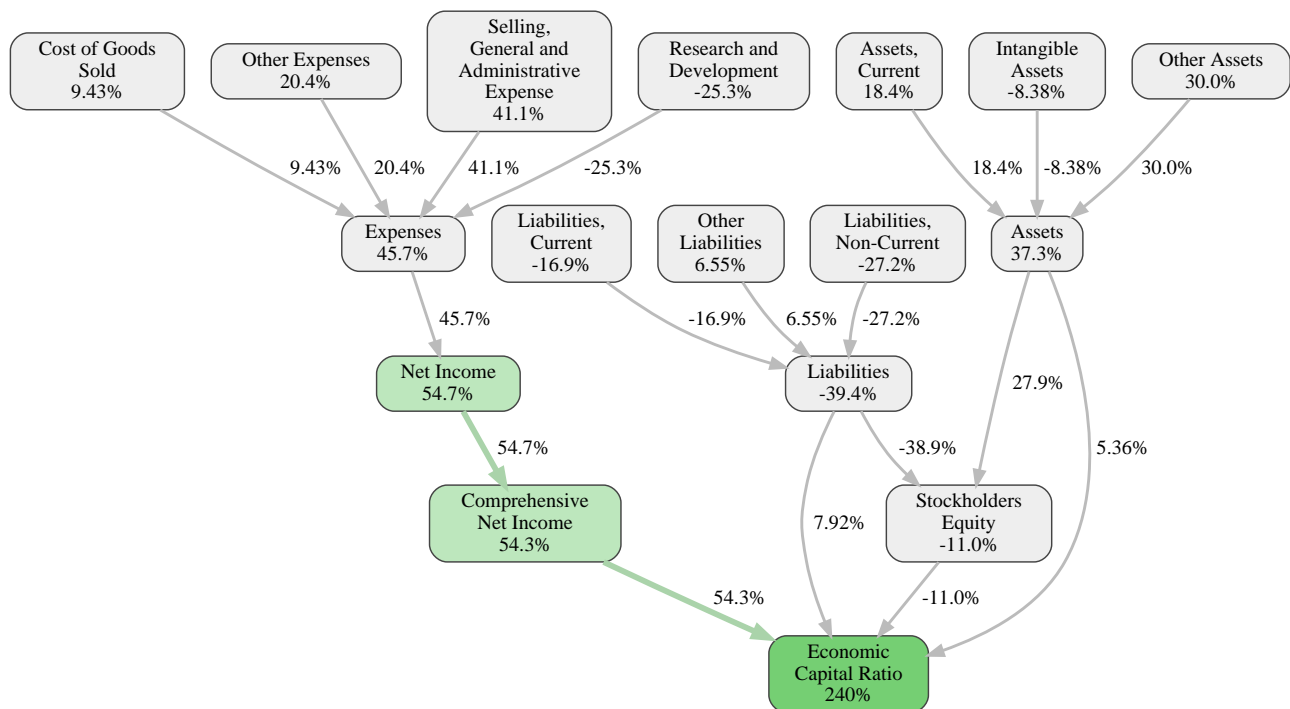 Cost of Goods
Sold
9.43%
Other Expenses
20.4%
Selling,
General and
Administrative
Expense
41.1%
Research and
Development
-25.3%
Assets,
Current
18.4%
Intangible
Assets
-8.38%
Other Assets
30.0%
9.43%
20.4%
41.1%
-25.3%
18.4%
-8.38%
30.0%
Expenses
45.7%
Liabilities,
Current
-16.9%
Other
Liabilities
6.55%
Liabilities,
Non-Current
-27.2%
Assets
37.3%
45.7%
-16.9%
6.55%
-27.2%
Net Income
54.7%
Liabilities
-39.4%
27.9%
54.7%
-38.9%
5.36%
Comprehensive
Net Income
54.3%
7.92%
Stockholders
Equity
-11.0%
54.3%
-11.0%
Economic
Capital Ratio
240%